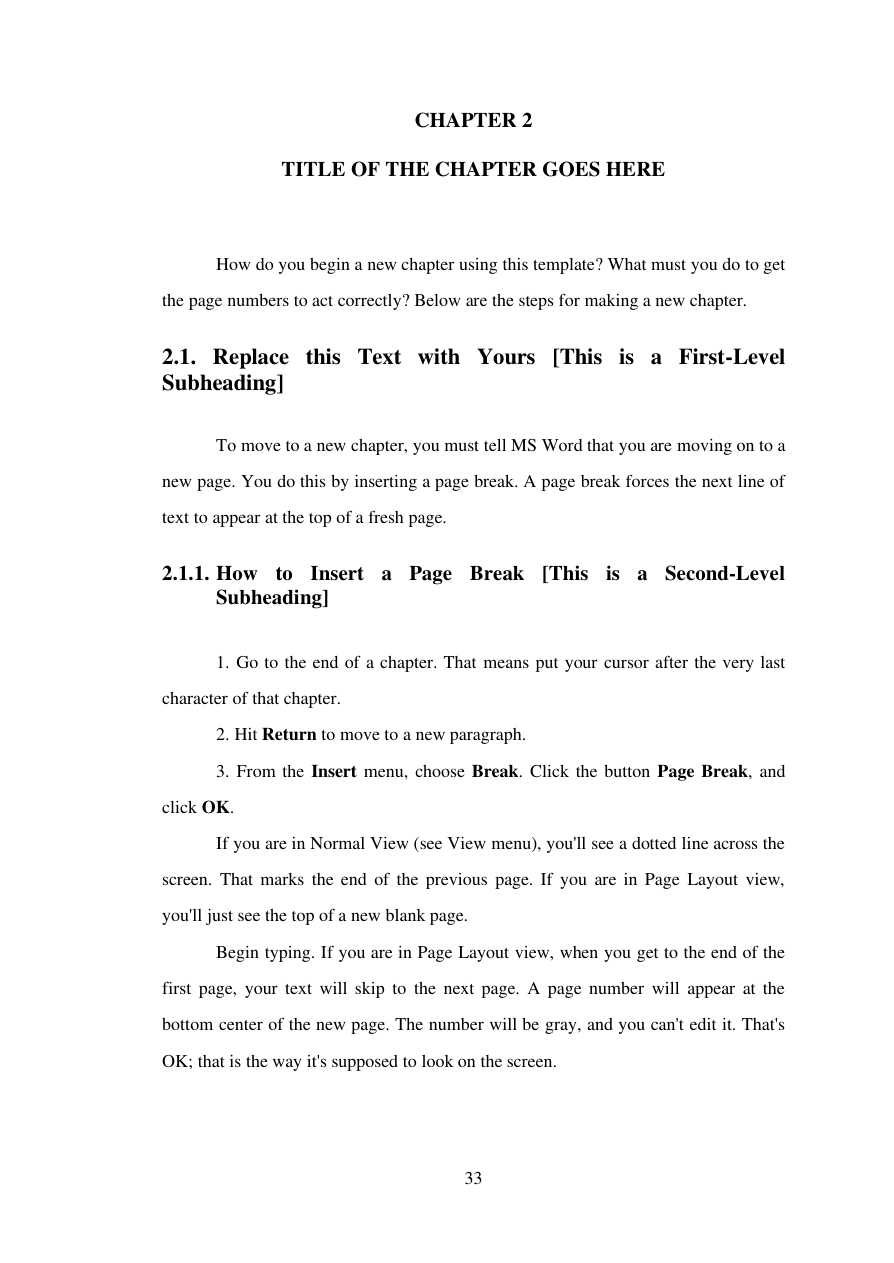 CHAPTER 2
TITLE OF THE CHAPTER GOES HERE
How do you begin a new chapter using this template? What must you do to get
the page numbers to act correctly? Below are the steps for making a new chapter.
2.1. Replace this Text with Yours [This is a First-Level
Subheading]
To move to a new chapter, you must tell MS Word that you are moving on to a
new page. You do this by inserting a page break. A page break forces the next line of
text to appear at the top of a fresh page.
2.1.1. How to Insert a Page Break [This is a Second-Level
Subheading]
1. Go to the end of a chapter. That means put your cursor after the very last
character of that chapter.
2. Hit Return to move to a new paragraph.
3. From the Insert menu, choose Break. Click the button Page Break, and
click OK.
If you are in Normal View (see View menu), you'll see a dotted line across the
screen. That marks the end of the previous page. If you are in Page Layout view,
you'll just see the top of a new blank page.
Begin typing. If you are in Page Layout view, when you get to the end of the
first page, your text will skip to the next page. A page number will appear at the
bottom center of the new page. The number will be gray, and you can't edit it. That's
OK; that is the way it's supposed to look on the screen.
33